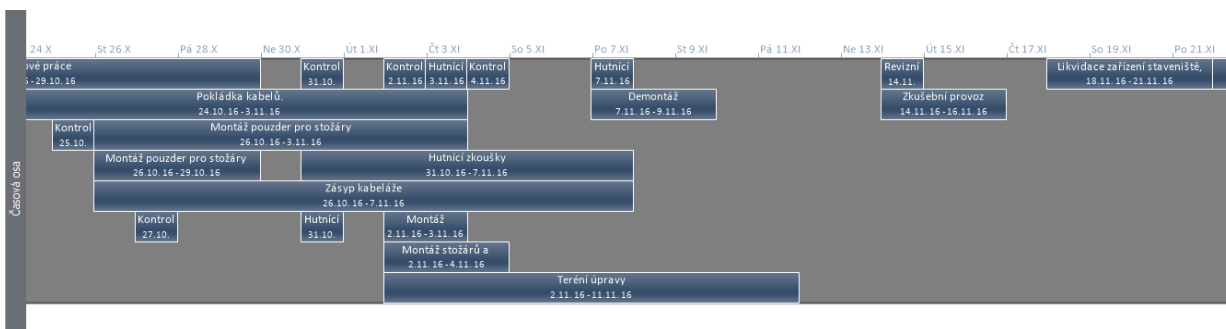 24.X St 26.X Pá 28.X Ne 30.X Út 1.XI Čt 3.XI So 5.XI Po 7.XI St 9.XI Pá 11.XI Ne 13.XI Út 15.XI Čt 17.XI So 19.XI Po 21.XI
ové práce Kontrol Kontrol Hutnící Kontrol Hutnící Revizní Likvidace zařízení staveniště,
-29.10. 16 31.10. 2.11. 16 3.11. 16 4.11. 16 7.11. 16 14.11. 18.11. 16 -21.11. 16
Pokládka kabelů. Demontáž Zkušební provoz
24.10. 16 -3.11. 16 7.11. 16 -9.11. 16 14.11. 16 -16.11. 16
Kontrol Montáž pouzder pro stožáry
25.10. 26.10. 16 -3.11. 16
Montáž pouzder pro stožáry Hutnící zkoušky
26.10. 16 -29.10. 16 31.10. 16 -7.11. 16
Zásyp kabeláže
26.10. 16 -7.11. 16
Kontrol Hutnící Montáž
27.10. 31.10. 2.11. 16 -3.11. 16
Montáž stožárů a
2.11. 16 -4.11. 16
Teréní úpravy
2.11. 16 -11.11. 16
Časová osa